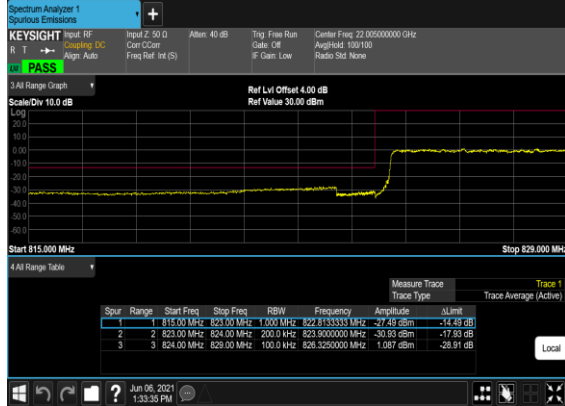 Spectrum Analyzer 1
Spurious Emissions
+
KEYSIGHT
R T
LXI
PASS
Input: RF
Coupling: DC
Align: Auto
Input Z: 50 Ω
Corr CCorr
Freq Ref: Int (S)
Atten: 40 dB
Trig: Free Run
Gate: Off
IF Gain: Low
Center Freq: 22.005000000 GHz
Avg|Hold: 100/100
Radio Std: None
3 All Range Graph
Scale/Div 10.0 dB
Ref Lvl Offset 4.00 dB
Ref Value 30.00 dBm
Log
20.0
10.0
0.00
-10.0
-20.0
-30.0
-40.0
-50.0
-60.0
Start 815.000 MHz
Stop 829.000 MHz
4 All Range Table
Measure Trace Trace 1
Trace Type Trace Average (Active)
Spur Range Start Freq Stop Freq RBW Frequency Amplitude ΔLimit
1 1 815.00 MHz 823.00 MHz 1.000 MHz 822.8133333 MHz -27.49 dBm -14.49 dB
2 2 823.00 MHz 824.00 MHz 200.0 kHz 823.9000000 MHz -30.93 dBm -17.93 dB
3 3 824.00 MHz 829.00 MHz 100.0 kHz 826.3250000 MHz 1.087 dBm -28.91 dB
Local
?
Jun 06, 2021
1:33:35 PM